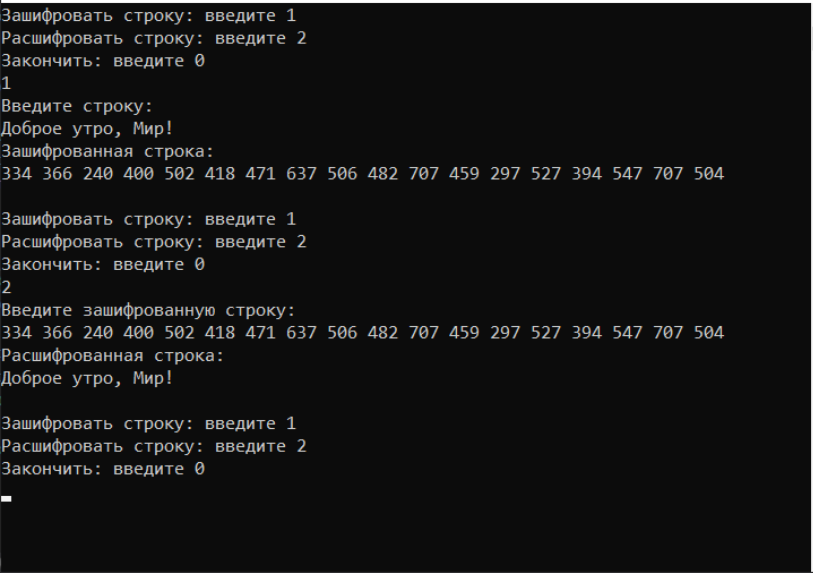 Зашифровать строку: введите 1
Расшифровать строку: введите 2
Закончить: введите 0
1
Введите строку:
Доброе утро, Мир!
Зашифрованная строка:
334 366 240 400 502 418 471 637 506 482 707 459 297 527 394 547 707 504
Зашифровать строку: введите 1
Расшифровать строку: введите 2
Закончить: введите 0
2
Введите зашифрованную строку:
334 366 240 400 502 418 471 637 506 482 707 459 297 527 394 547 707 504
Расшифрованная строка:
Доброе утро, Мир!
Зашифровать строку: введите 1
Расшифровать строку: введите 2
Закончить: введите 0